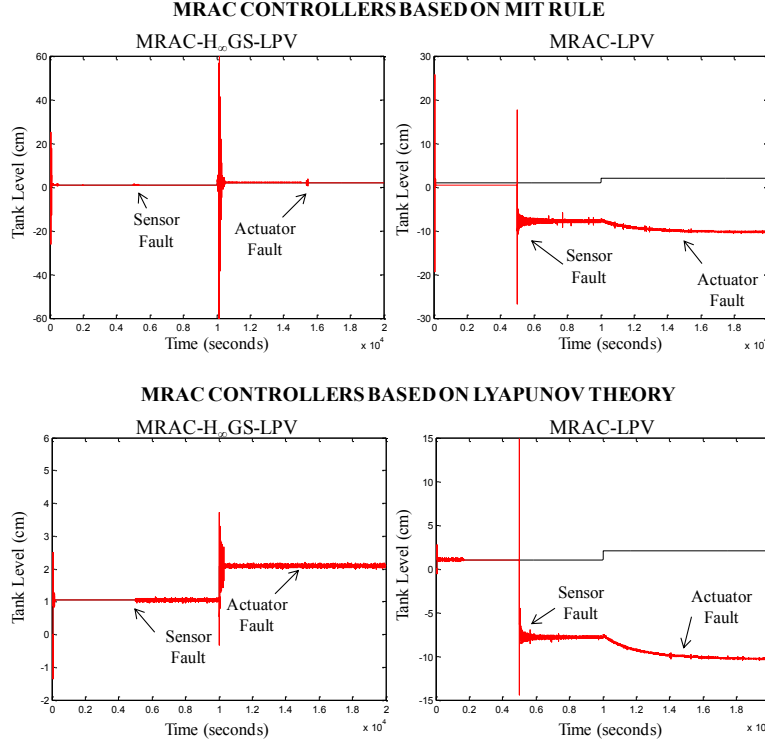 MRAC CONTROLLERS BASED ON MIT RULE
MRAC-H∞GS-LPV
MRAC-LPV
Tank Level (cm)
60
40
20
0
-20
-40
-60
Sensor
Fault
Actuator
Fault
0 0.2 0.4 0.6 0.8 1 1.2 1.4 1.6 1.8 2
x 10^4
Time (seconds)
Tank Level (cm)
30
20
10
0
-10
-20
-30
Sensor
Fault
Actuator
Fault
0 0.2 0.4 0.6 0.8 1 1.2 1.4 1.6 1.8
x 10^4
Time (seconds)
MRAC CONTROLLERS BASED ON LYAPUNOV THEORY
MRAC-H∞GS-LPV
MRAC-LPV
Tank Level (cm)
6
5
4
3
2
1
0
-1
-2
Sensor
Fault
Actuator
Fault
0 0.2 0.4 0.6 0.8 1 1.2 1.4 1.6 1.8 2
x 10^4
Time (seconds)
Tank Level (cm)
15
10
5
0
-5
-10
-15
Sensor
Fault
Actuator
Fault
0 0.2 0.4 0.6 0.8 1 1.2 1.4 1.6 1.8
x 10^4
Time (seconds)